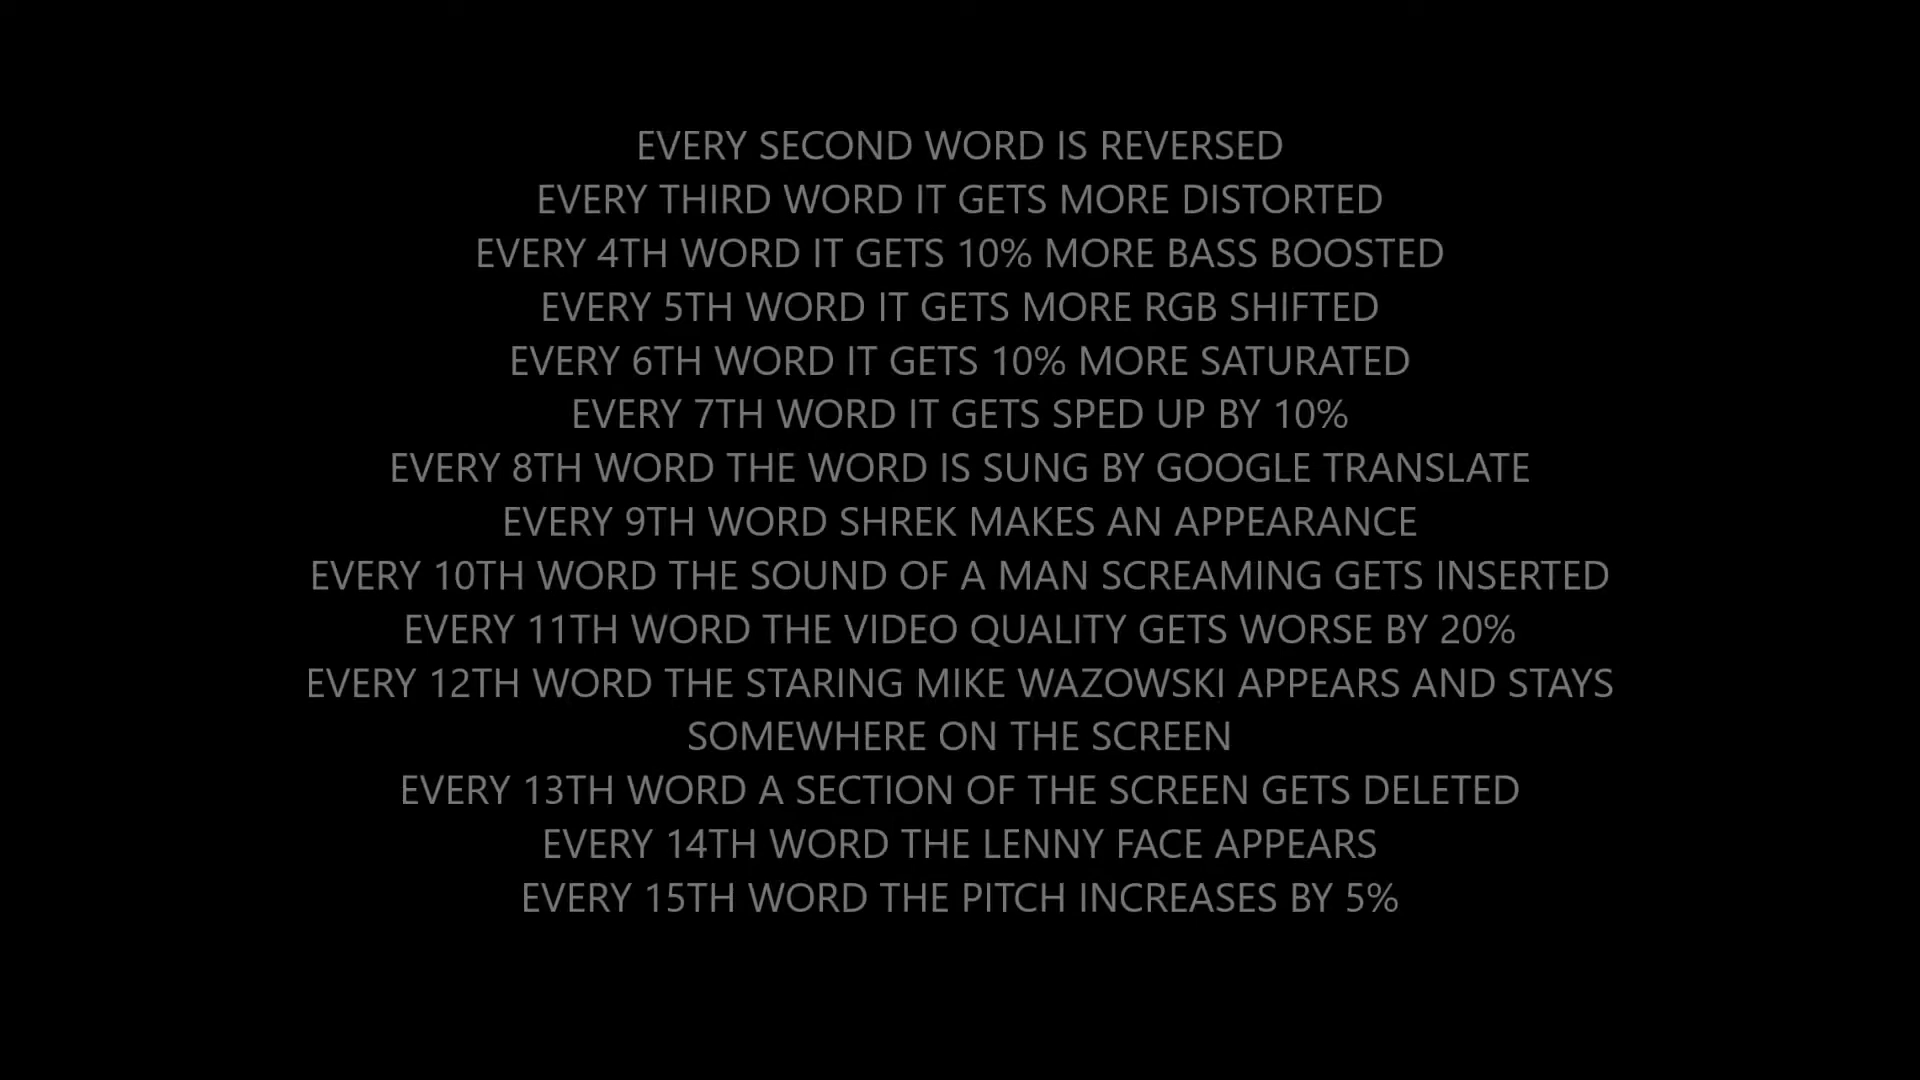 EVERY SECOND WORD IS REVERSED
EVERY THIRD WORD IT GETS MORE DISTORTED
EVERY 4TH WORD IT GETS 10% MORE BASS BOOSTED
EVERY 5TH WORD IT GETS MORE RGB SHIFTED
EVERY 6TH WORD IT GETS 10% MORE SATURATED
EVERY 7TH WORD IT GETS SPED UP BY 10%
EVERY 8TH WORD THE WORD IS SUNG BY GOOGLE TRANSLATE
EVERY 9TH WORD SHREK MAKES AN APPEARANCE
EVERY 10TH WORD THE SOUND OF A MAN SCREAMING GETS INSERTED
EVERY 11TH WORD THE VIDEO QUALITY GETS WORSE BY 20%
EVERY 12TH WORD THE STARING MIKE WAZOWSKI APPEARS AND STAYS
SOMEWHERE ON THE SCREEN
EVERY 13TH WORD A SECTION OF THE SCREEN GETS DELETED
EVERY 14TH WORD THE LENNY FACE APPEARS
EVERY 15TH WORD THE PITCH INCREASES BY 5%